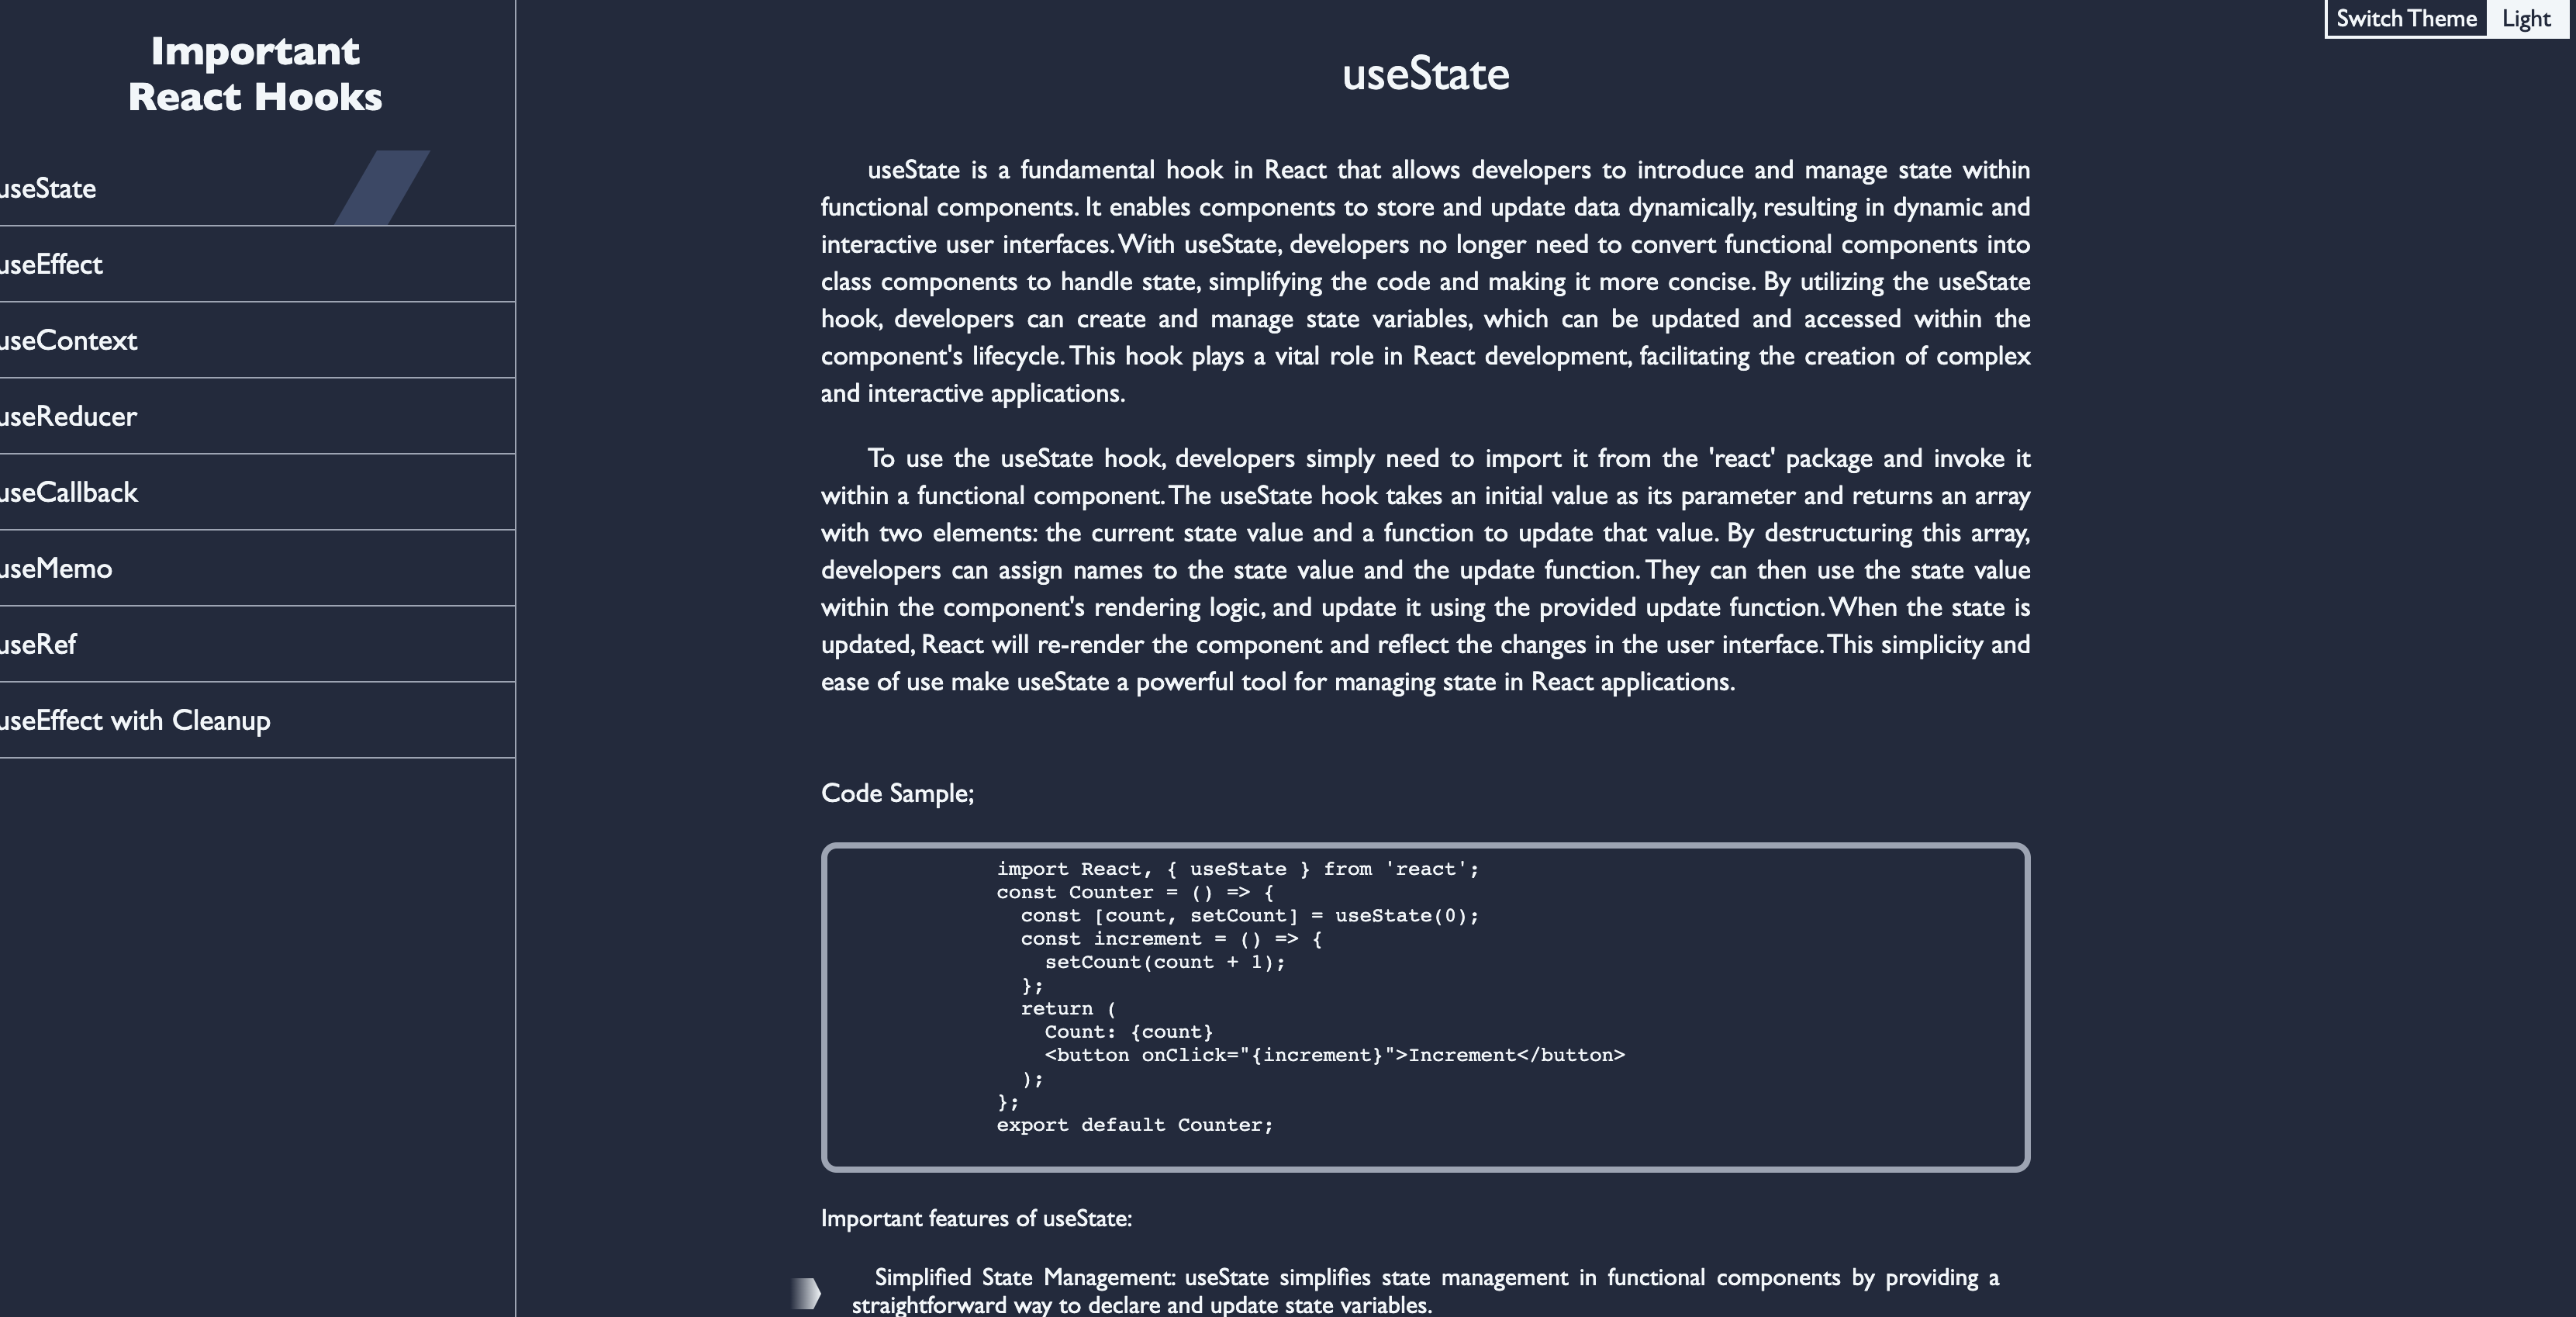 Important
React Hooks
useState
useEffect
useContext
useReducer
useCallback
useMemo
useRef
useEffect with Cleanup
Switch Theme Light
useState
useState is a fundamental hook in React that allows developers to introduce and manage state within
functional components. It enables components to store and update data dynamically, resulting in dynamic and
interactive user interfaces. With useState, developers no longer need to convert functional components into
class components to handle state, simplifying the code and making it more concise. By utilizing the useState
hook, developers can create and manage state variables, which can be updated and accessed within the
component's lifecycle. This hook plays a vital role in React development, facilitating the creation of complex
and interactive applications.
To use the useState hook, developers simply need to import it from the 'react' package and invoke it
within a functional component. The useState hook takes an initial value as its parameter and returns an array
with two elements: the current state value and a function to update that value. By destructuring this array,
developers can assign names to the state value and the update function. They can then use the state value
within the component's rendering logic, and update it using the provided update function. When the state is
updated, React will re-render the component and reflect the changes in the user interface. This simplicity and
ease of use make useState a powerful tool for managing state in React applications.
Code Sample;
import React, { useState } from 'react';
const Counter = () => {
  const [count, setCount] = useState(0);
  const increment = () => {
    setCount(count + 1);
  };
  return (
    Count: {count}
    <button onClick="{increment}">Increment</button>
  );
};
export default Counter;
Important features of useState:
Simplified State Management: useState simplifies state management in functional components by providing a
straightforward way to declare and update state variables.